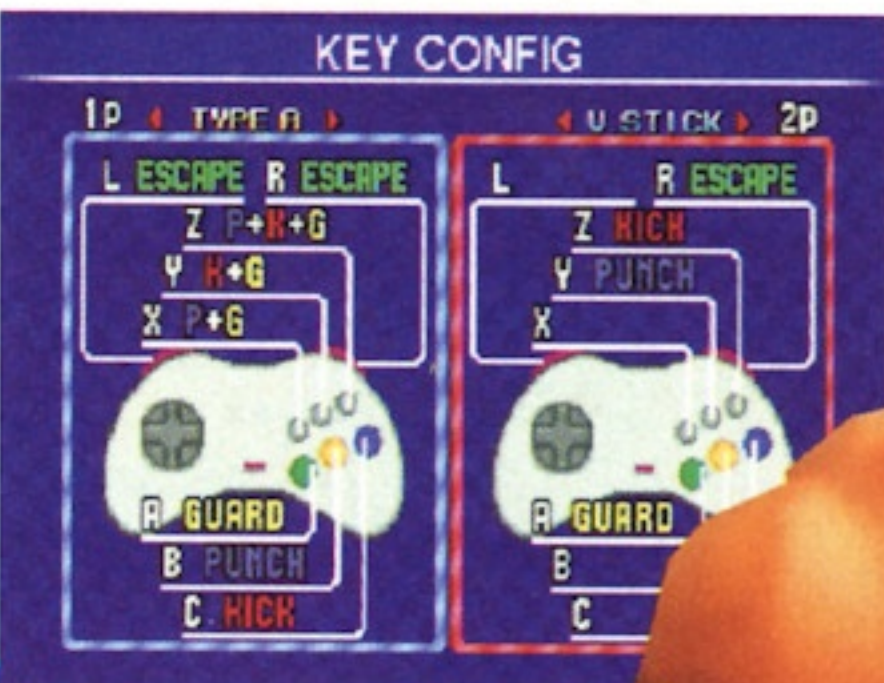 KEY CONFIG
1P TYPE A
L ESCAPE R ESCAPE
Z P+K+G
Y K+G
X P+G
A GUARD
B PUNCH
C KICK
V.STICK 2P
L R ESCAPE
Z KICK
Y PUNCH
X
A GUARD
B
C